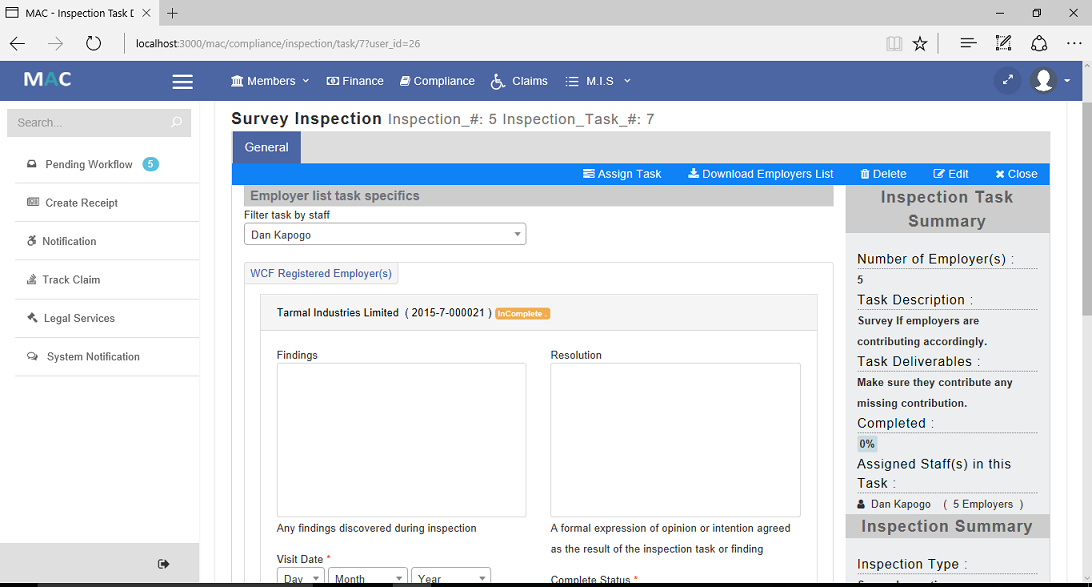 MAC - Inspection Task D
localhost:3000/mac/compliance/inspection/task/7?user_id=26
MAC
Members
Finance
Compliance
Claims
M.I.S
Search...
Pending Workflow 5
Create Receipt
Notification
Track Claim
Legal Services
System Notification
Survey Inspection Inspection_#: 5 Inspection_Task_#: 7
General
Assign Task
Download Employers List
Delete
Edit
Close
Employer list task specifics
Filter task by staff
Dan Kapogo
WCF Registered Employer(s)
Tarmal Industries Limited ( 2015-7-000021 ) InComplete .
Findings
Any findings discovered during inspection
Resolution
A formal expression of opinion or intention agreed
as the result of the inspection task or finding
Visit Date *
Day
Month
Year
Complete Status *
Inspection Task
Summary
Number of Employer(s) :
5
Task Description :
Survey If employers are
contributing accordingly.
Task Deliverables :
Make sure they contribute any
missing contribution.
Completed :
0%
Assigned Staff(s) in this
Task :
Dan Kapogo ( 5 Employers )
Inspection Summary
Inspection Type :